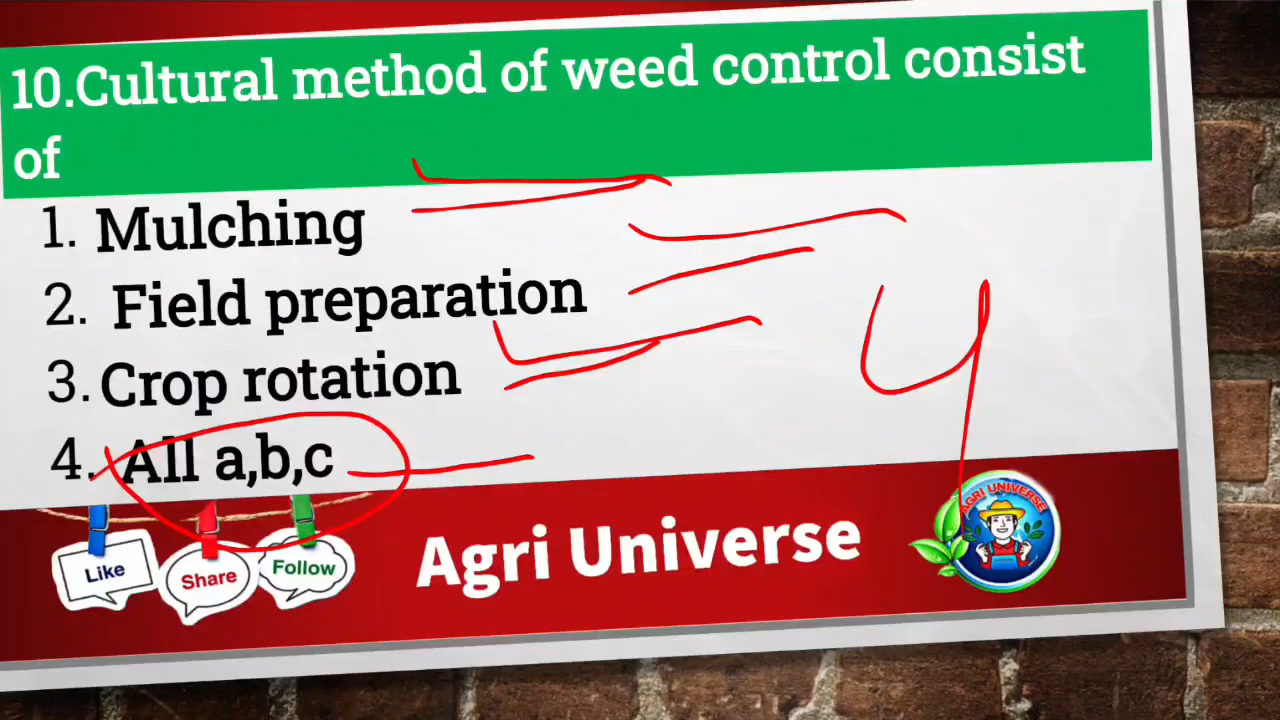 10.Cultural method of weed control consist
of
1. Mulching
2. Field preparation
3. Crop rotation
4. All a,b,c
4
Like
Share
Follow
Agri Universe
AGRI UNIVERSE